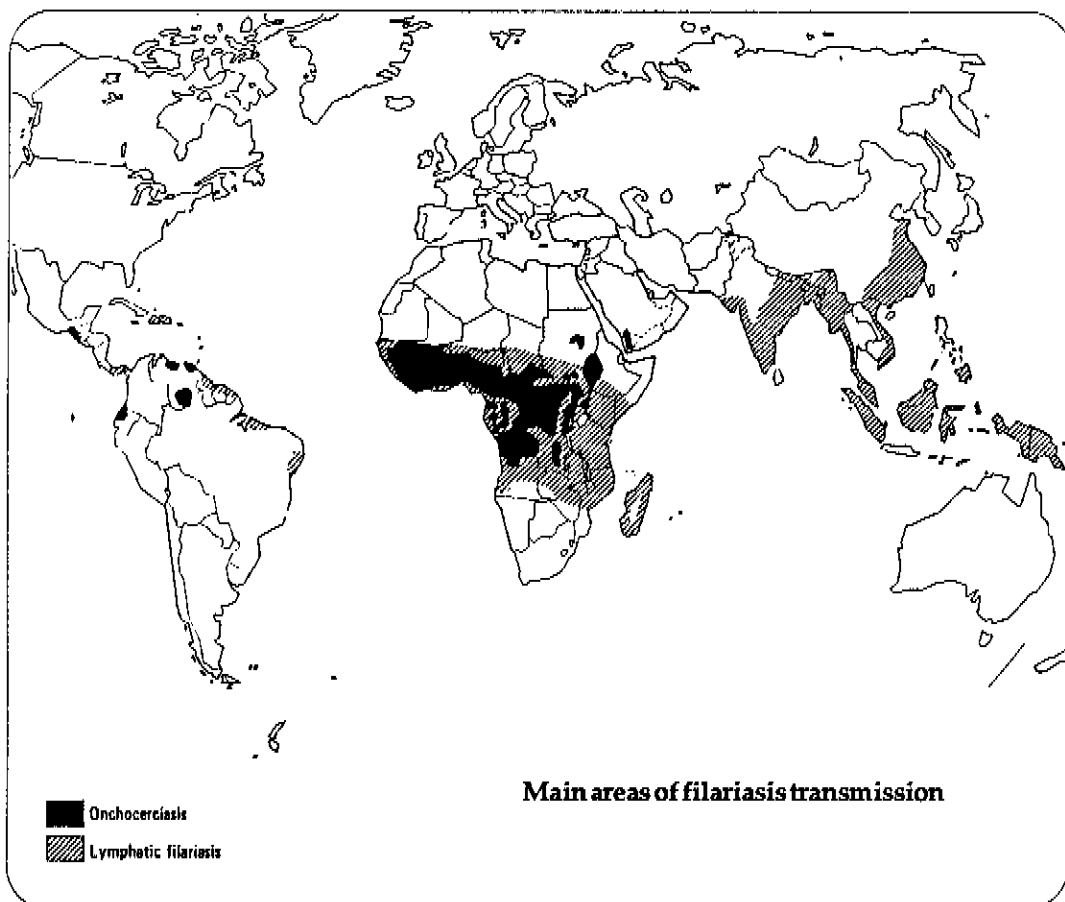 Main areas of filariasis transmission
Onchocerciasis
Lymphatic filariasis